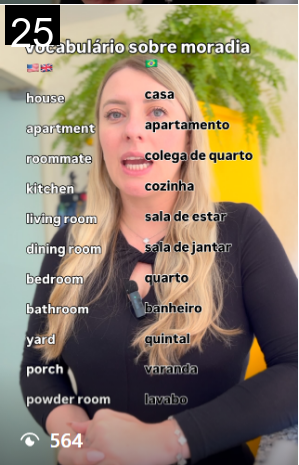 25
Vocabulário sobre moradia
house casa
apartment apartamento
roommate colega de quarto
kitchen cozinha
living room sala de estar
dining room sala de jantar
bedroom quarto
bathroom banheiro
yard quintal
porch varanda
powder room lavabo
564